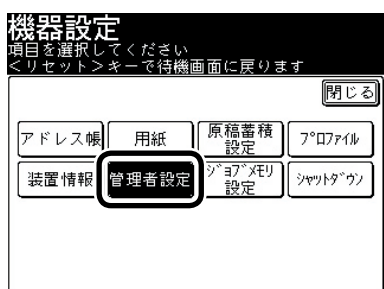 機器設定
項目を選択してください
<リセット>キーで待機画面に戻ります
閉じる
アドレス帳 用紙 原稿蓄積 ﾌﾟﾛﾌｧｲﾙ
設定
装置情報 管理者設定 ｼﾞｮﾌﾞﾒﾓﾘ ｼｬｯﾄﾀﾞｳﾝ
設定